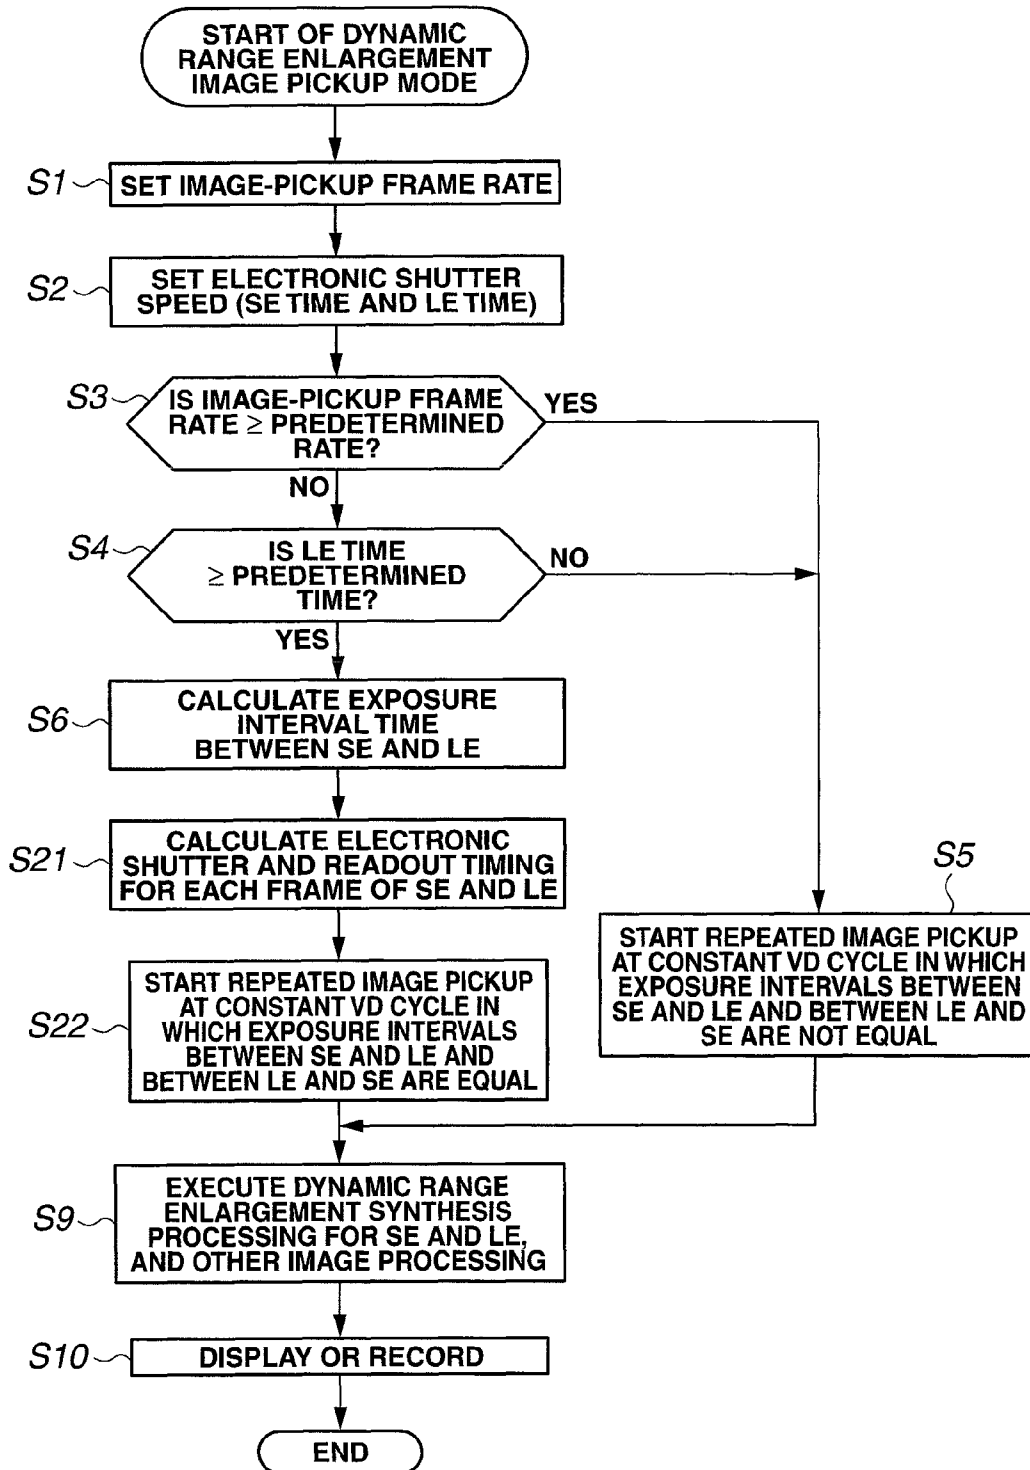 START OF DYNAMIC
RANGE ENLARGEMENT
IMAGE PICKUP MODE
S1
SET IMAGE-PICKUP FRAME RATE
S2
SET ELECTRONIC SHUTTER
SPEED (SE TIME AND LE TIME)
S3
IS IMAGE-PICKUP FRAME
RATE ≥ PREDETERMINED
RATE?
YES
NO
S4
IS LE TIME
≥ PREDETERMINED
TIME?
NO
YES
S6
CALCULATE EXPOSURE
INTERVAL TIME
BETWEEN SE AND LE
S21
CALCULATE ELECTRONIC
SHUTTER AND READOUT TIMING
FOR EACH FRAME OF SE AND LE
S5
START REPEATED IMAGE PICKUP
AT CONSTANT VD CYCLE IN WHICH
EXPOSURE INTERVALS BETWEEN
SE AND LE AND BETWEEN LE AND
SE ARE NOT EQUAL
S22
START REPEATED IMAGE PICKUP
AT CONSTANT VD CYCLE IN
WHICH EXPOSURE INTERVALS
BETWEEN SE AND LE AND
BETWEEN LE AND SE ARE EQUAL
S9
EXECUTE DYNAMIC RANGE
ENLARGEMENT SYNTHESIS
PROCESSING FOR SE AND LE,
AND OTHER IMAGE PROCESSING
S10
DISPLAY OR RECORD
END